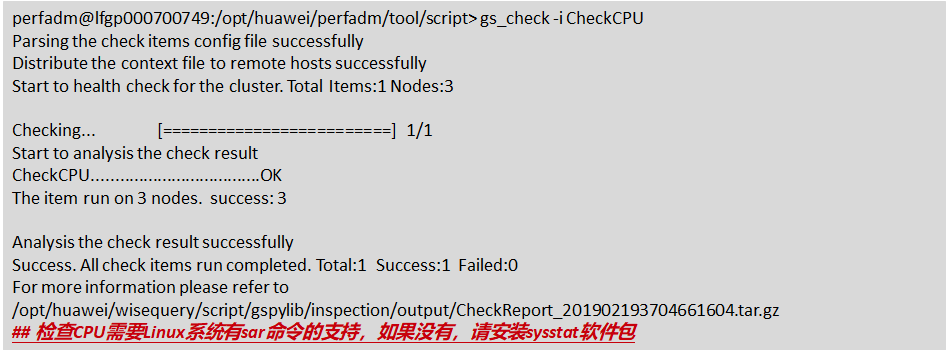 perfadm@lfgp000700749:/opt/huawei/perfadm/tool/script> gs_check -i CheckCPU
Parsing the check items config file successfully
Distribute the context file to remote hosts successfully
Start to health check for the cluster. Total Items:1 Nodes:3
Checking... [=========================] 1/1
Start to analysis the check result
CheckCPU..................................OK
The item run on 3 nodes. success: 3
Analysis the check result successfully
Success. All check items run completed. Total:1 Success:1 Failed:0
For more information please refer to
/opt/huawei/wisequery/script/gspylib/inspection/output/CheckReport_201902193704661604.tar.gz
## 检查CPU需要Linux系统有sar命令的支持，如果没有，请安装sysstat软件包